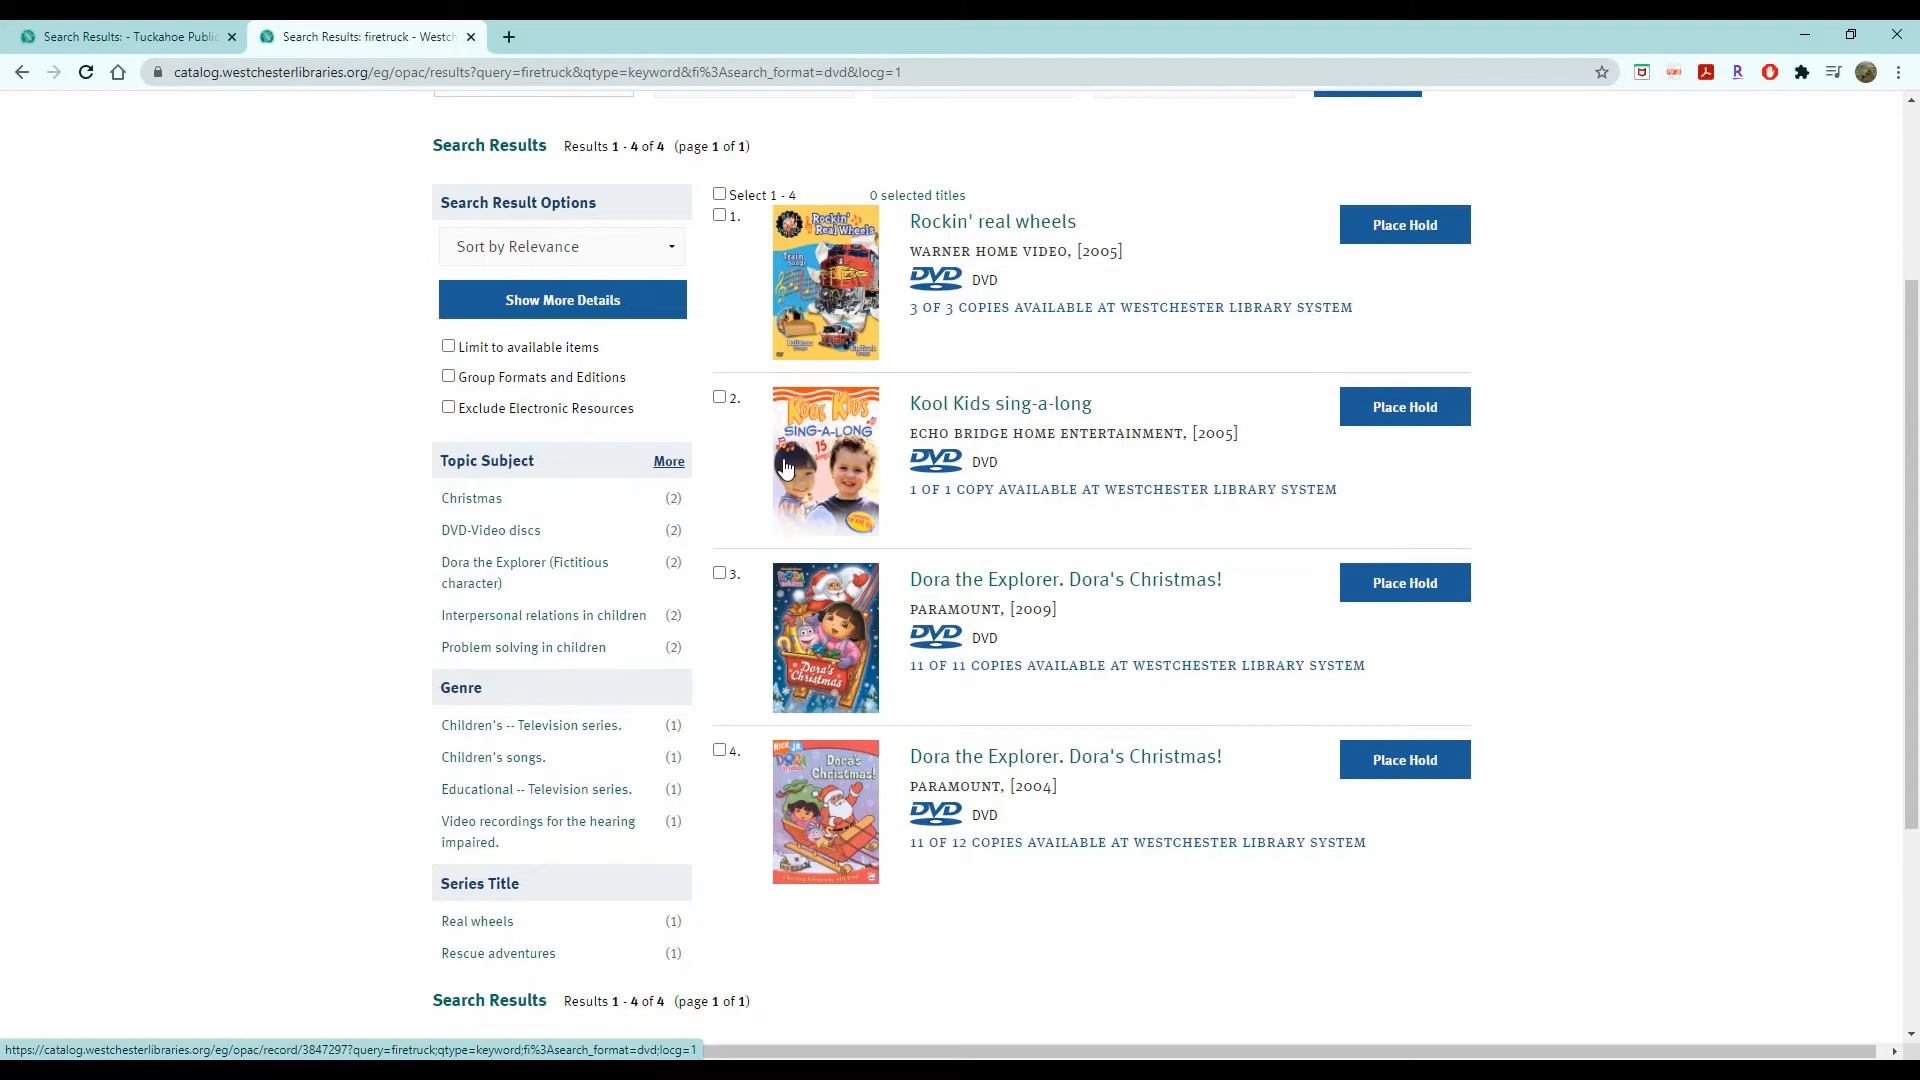 Search Results: - Tuckahoe Public
Search Results: firetruck - Westch
catalog.westchesterlibraries.org/eg/opac/results?query=firetruck&qtype=keyword&fi%3Asearch_format=dvd&locg=1
Search Results Results 1 - 4 of 4 (page 1 of 1)
Search Result Options
Sort by Relevance
Show More Details
Limit to available items
Group Formats and Editions
Exclude Electronic Resources
Topic Subject More
Christmas (2)
DVD-Video discs (2)
Dora the Explorer (Fictitious (2)
character)
Interpersonal relations in children (2)
Problem solving in children (2)
Genre
Children's -- Television series. (1)
Children's songs. (1)
Educational -- Television series. (1)
Video recordings for the hearing (1)
impaired.
Series Title
Real wheels (1)
Rescue adventures (1)
Select 1 - 4 0 selected titles
1.
Rockin'
Real Wheels
Train
Songs
Bulldozer
Rockin' real wheels
WARNER HOME VIDEO, [2005]
DVD DVD
3 OF 3 COPIES AVAILABLE AT WESTCHESTER LIBRARY SYSTEM
Place Hold
2.
KOOL KIDS
SING-A-LONG
15
Kool Kids sing-a-long
ECHO BRIDGE HOME ENTERTAINMENT, [2005]
DVD DVD
1 OF 1 COPY AVAILABLE AT WESTCHESTER LIBRARY SYSTEM
Place Hold
3.
DORA
Dora's
Christmas
Dora the Explorer. Dora's Christmas!
PARAMOUNT, [2009]
DVD DVD
11 OF 11 COPIES AVAILABLE AT WESTCHESTER LIBRARY SYSTEM
Place Hold
4.
NICK JR.
DORA
Dora's
Christmas!
Dora the Explorer. Dora's Christmas!
PARAMOUNT, [2004]
DVD DVD
11 OF 12 COPIES AVAILABLE AT WESTCHESTER LIBRARY SYSTEM
Place Hold
Search Results Results 1 - 4 of 4 (page 1 of 1)
https://catalog.westchesterlibraries.org/eg/opac/record/3847297?query=firetruck;qtype=keyword;fi%3Asearch_format=dvd;locg=1